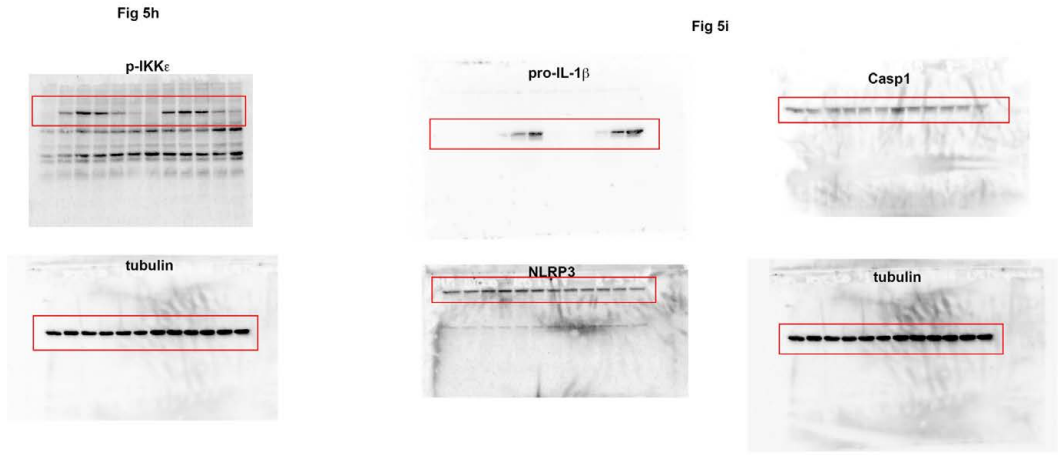 Fig 5h
Fig 5i
p-IKKε
pro-IL-1β
Casp1
tubulin
NLRP3
tubulin